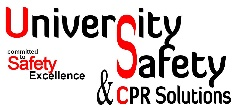 University
Safety
& CPR Solutions
committed
to
Safety
Excellence